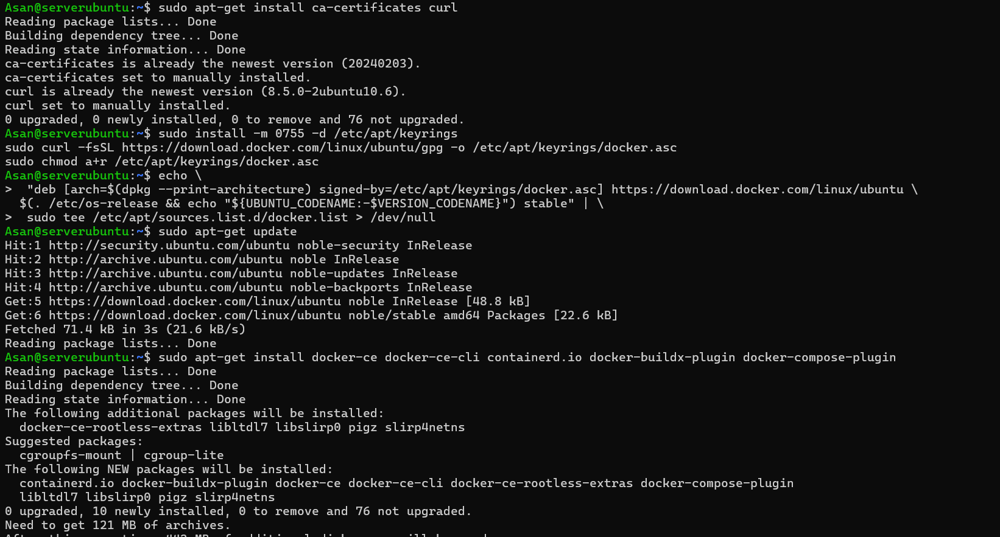 Asan@serverubuntu:~$ sudo apt-get install ca-certificates curl
Reading package lists... Done
Building dependency tree... Done
Reading state information... Done
ca-certificates is already the newest version (20240203).
ca-certificates set to manually installed.
curl is already the newest version (8.5.0-2ubuntu10.6).
curl set to manually installed.
0 upgraded, 0 newly installed, 0 to remove and 76 not upgraded.
Asan@serverubuntu:~$ sudo install -m 0755 -d /etc/apt/keyrings
sudo curl -fsSL https://download.docker.com/linux/ubuntu/gpg -o /etc/apt/keyrings/docker.asc
sudo chmod a+r /etc/apt/keyrings/docker.asc
Asan@serverubuntu:~$ echo \
>  "deb [arch=$(dpkg --print-architecture) signed-by=/etc/apt/keyrings/docker.asc] https://download.docker.com/linux/ubuntu \
  $(. /etc/os-release && echo "${UBUNTU_CODENAME:-$VERSION_CODENAME}") stable" | \
>  sudo tee /etc/apt/sources.list.d/docker.list > /dev/null
Asan@serverubuntu:~$ sudo apt-get update
Hit:1 http://security.ubuntu.com/ubuntu noble-security InRelease
Hit:2 http://archive.ubuntu.com/ubuntu noble InRelease
Hit:3 http://archive.ubuntu.com/ubuntu noble-updates InRelease
Hit:4 http://archive.ubuntu.com/ubuntu noble-backports InRelease
Get:5 https://download.docker.com/linux/ubuntu noble InRelease [48.8 kB]
Get:6 https://download.docker.com/linux/ubuntu noble/stable amd64 Packages [22.6 kB]
Fetched 71.4 kB in 3s (21.6 kB/s)
Reading package lists... Done
Asan@serverubuntu:~$ sudo apt-get install docker-ce docker-ce-cli containerd.io docker-buildx-plugin docker-compose-plugin
Reading package lists... Done
Building dependency tree... Done
Reading state information... Done
The following additional packages will be installed:
  docker-ce-rootless-extras libltdl7 libslirp0 pigz slirp4netns
Suggested packages:
  cgroupfs-mount | cgroup-lite
The following NEW packages will be installed:
  containerd.io docker-buildx-plugin docker-ce docker-ce-cli docker-ce-rootless-extras docker-compose-plugin
  libltdl7 libslirp0 pigz slirp4netns
0 upgraded, 10 newly installed, 0 to remove and 76 not upgraded.
Need to get 121 MB of archives.